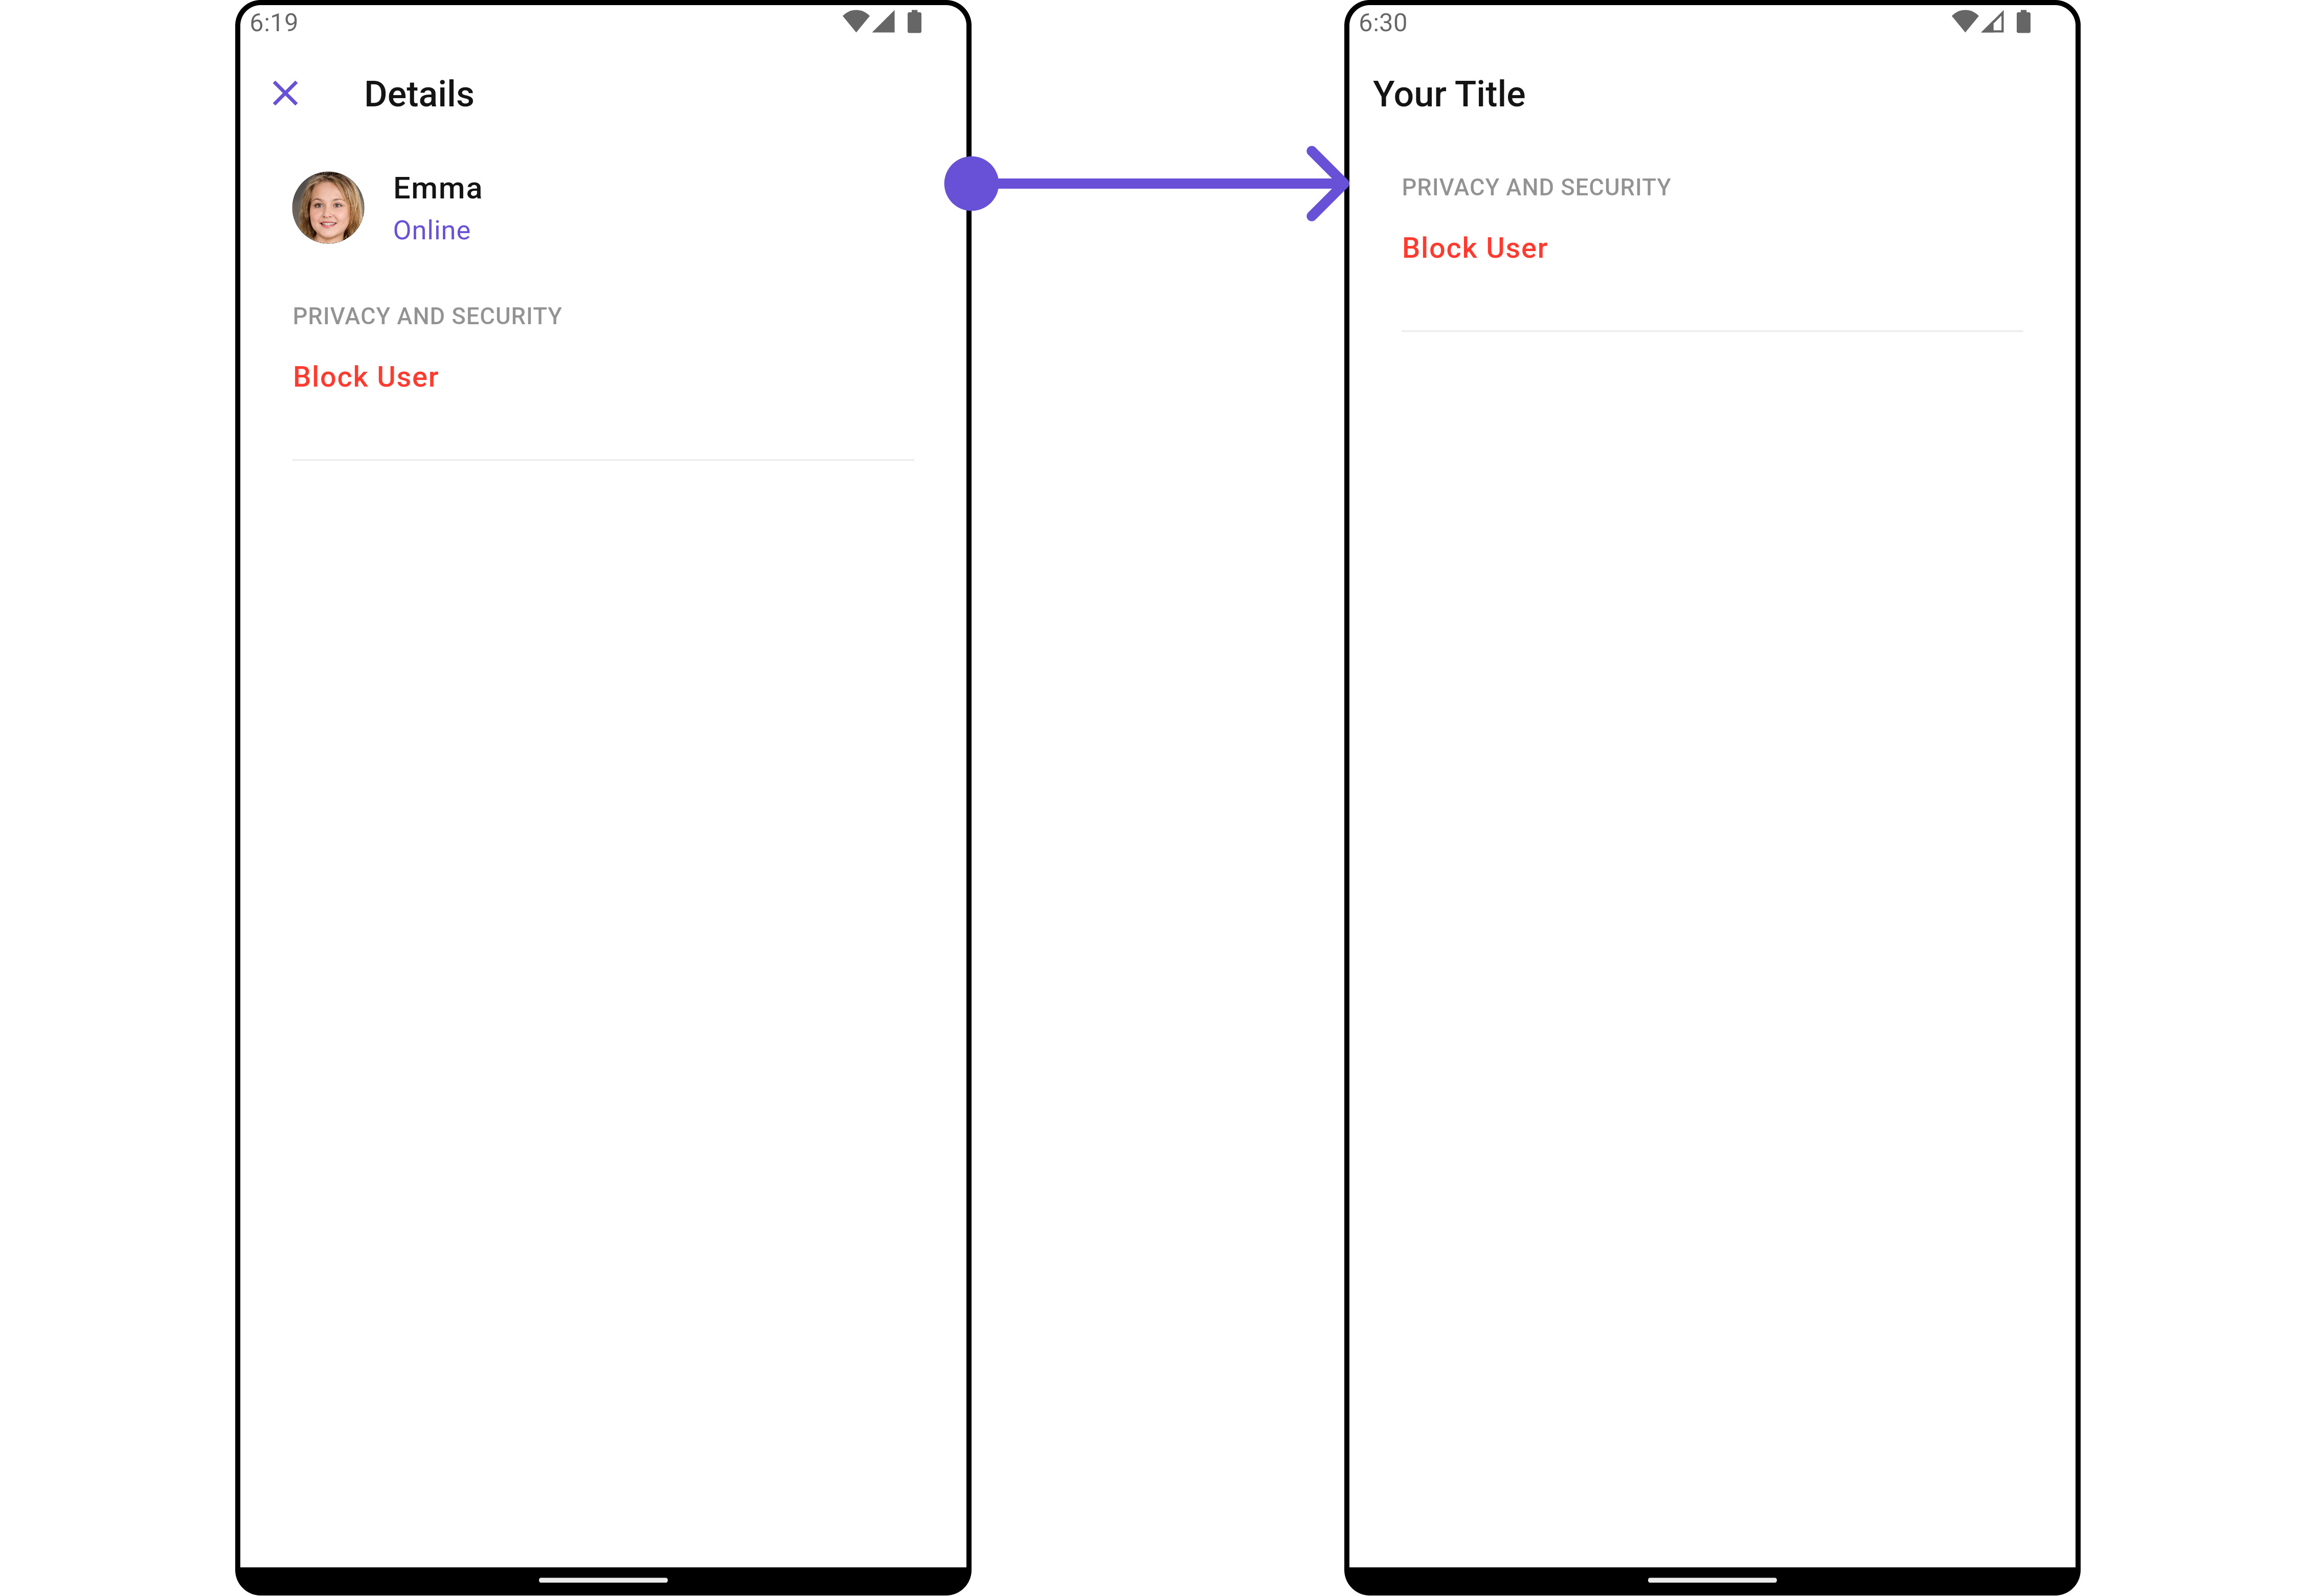 6:19
Details
Emma
Online
PRIVACY AND SECURITY
Block User
6:30
Your Title
PRIVACY AND SECURITY
Block User